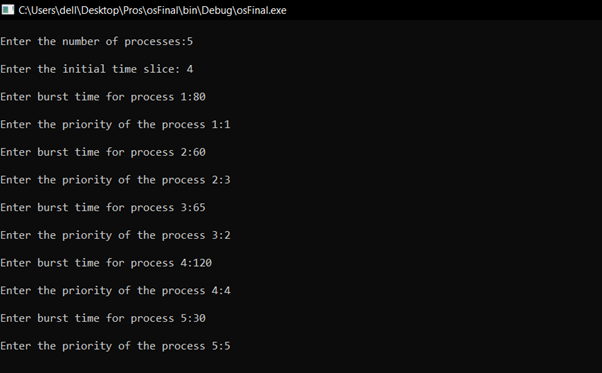 C:\Users\dell\Desktop\Pros\osFinal\bin\Debug\osFinal.exe
Enter the number of processes:5
Enter the initial time slice: 4
Enter burst time for process 1:80
Enter the priority of the process 1:1
Enter burst time for process 2:60
Enter the priority of the process 2:3
Enter burst time for process 3:65
Enter the priority of the process 3:2
Enter burst time for process 4:120
Enter the priority of the process 4:4
Enter burst time for process 5:30
Enter the priority of the process 5:5